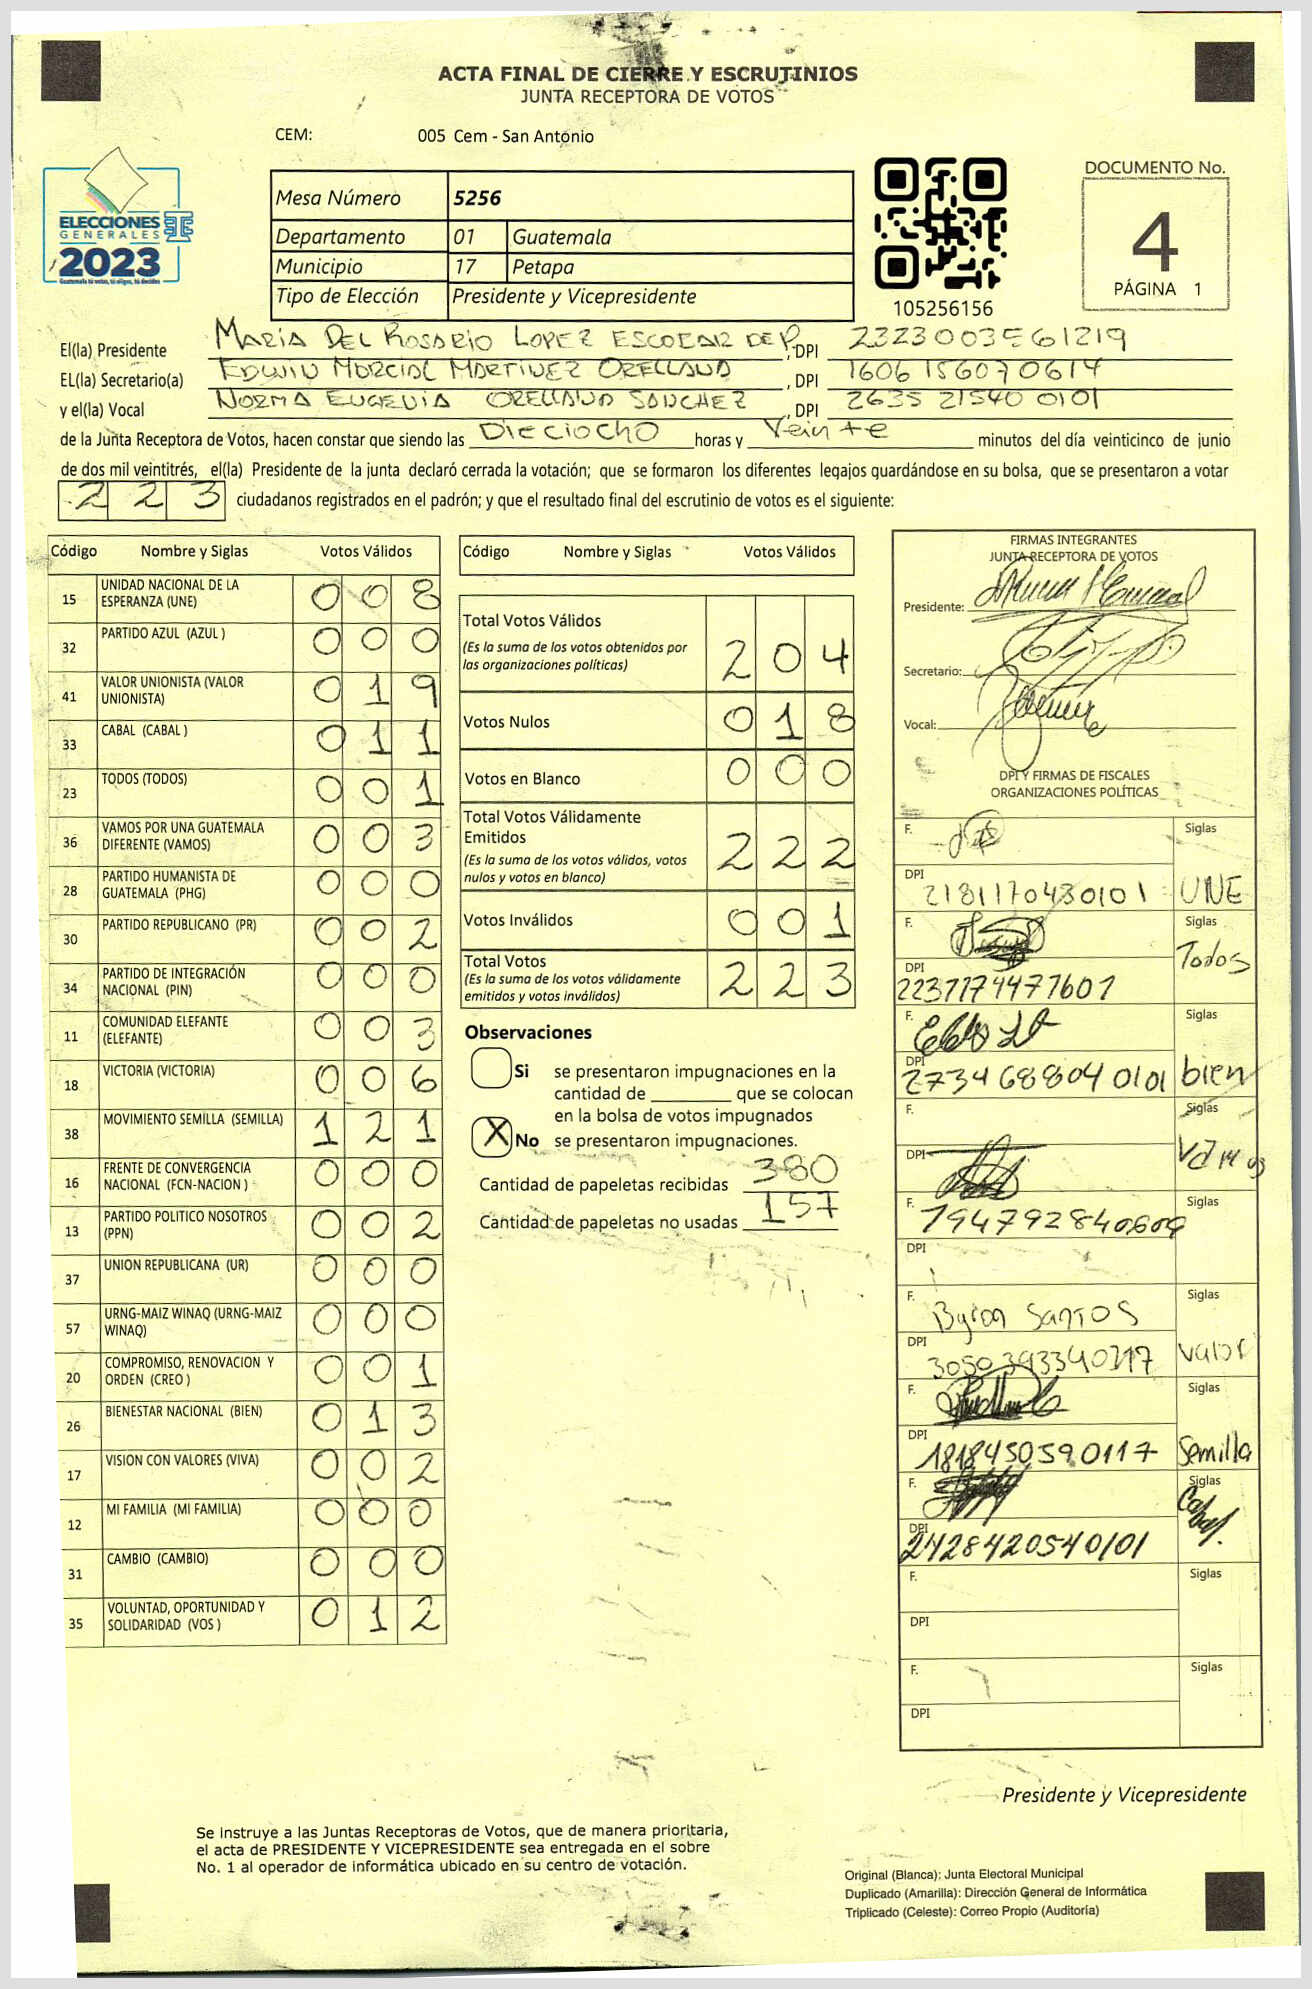 ACTA FINAL DE CIERRE Y ESCRUTINIOS
JUNTA RECEPTORA DE VOTOS
CEM: 005 Cem - San Antonio
ELECCIONES
GENERALES
2023
Guatemala tú votas, tú eliges, tú decides
Mesa Número 5256
Departamento 01 Guatemala
Municipio 17 Petapa
Tipo de Elección Presidente y Vicepresidente
105256156
DOCUMENTO No.
4
PÁGINA 1
El(la) Presidente MARIA DEL ROSARIO LOPEZ ESCOBAR DE P. , DPI 2323003561219
EL(la) Secretario(a) EDWIN MARCIAL MARTINEZ ORELLANA , DPI 1606 15607 0614
y el(la) Vocal NORMA EUGENIA ORELLANA SANCHEZ , DPI 2635 21540 0101
de la Junta Receptora de Votos, hacen constar que siendo las Dieciocho horas y Veinte minutos del día veinticinco de junio
de dos mil veintitrés, el(la) Presidente de la junta declaró cerrada la votación; que se formaron los diferentes legajos guardándose en su bolsa, que se presentaron a votar
2 2 3 ciudadanos registrados en el padrón; y que el resultado final del escrutinio de votos es el siguiente:
Código Nombre y Siglas Votos Válidos
15 UNIDAD NACIONAL DE LA ESPERANZA (UNE) 0 0 8
32 PARTIDO AZUL (AZUL ) 0 0 0
41 VALOR UNIONISTA (VALOR UNIONISTA) 0 1 9
33 CABAL (CABAL ) 0 1 1
23 TODOS (TODOS) 0 0 1
36 VAMOS POR UNA GUATEMALA DIFERENTE (VAMOS) 0 0 3
28 PARTIDO HUMANISTA DE GUATEMALA (PHG) 0 0 0
30 PARTIDO REPUBLICANO (PR) 0 0 2
34 PARTIDO DE INTEGRACIÓN NACIONAL (PIN) 0 0 0
11 COMUNIDAD ELEFANTE (ELEFANTE) 0 0 3
18 VICTORIA (VICTORIA) 0 0 6
38 MOVIMIENTO SEMILLA (SEMILLA) 1 2 1
16 FRENTE DE CONVERGENCIA NACIONAL (FCN-NACION ) 0 0 0
13 PARTIDO POLITICO NOSOTROS (PPN) 0 0 2
37 UNION REPUBLICANA (UR) 0 0 0
57 URNG-MAIZ WINAQ (URNG-MAIZ WINAQ) 0 0 0
20 COMPROMISO, RENOVACION Y ORDEN (CREO ) 0 0 1
26 BIENESTAR NACIONAL (BIEN) 0 1 3
17 VISION CON VALORES (VIVA) 0 0 2
12 MI FAMILIA (MI FAMILIA) 0 0 0
31 CAMBIO (CAMBIO) 0 0 0
35 VOLUNTAD, OPORTUNIDAD Y SOLIDARIDAD (VOS ) 0 1 2
Código Nombre y Siglas Votos Válidos
Total Votos Válidos
(Es la suma de los votos obtenidos por
las organizaciones políticas) 2 0 4
Votos Nulos 0 1 8
Votos en Blanco 0 0 0
Total Votos Válidamente
Emitidos
(Es la suma de los votos válidos, votos
nulos y votos en blanco) 2 2 2
Votos Inválidos 0 0 1
Total Votos
(Es la suma de los votos válidamente
emitidos y votos inválidos) 2 2 3
Observaciones
Si se presentaron impugnaciones en la
cantidad de ________ que se colocan
en la bolsa de votos impugnados
X No se presentaron impugnaciones.
Cantidad de papeletas recibidas 380
Cantidad de papeletas no usadas 157
FIRMAS INTEGRANTES
JUNTA RECEPTORA DE VOTOS
Presidente:
Secretario:
Vocal:
DPI Y FIRMAS DE FISCALES
ORGANIZACIONES POLÍTICAS
F. Siglas
DPI 2181170430101 UNE
F. Siglas
DPI 2237174477601 Todos
F. Siglas
DPI 2734688040101 bien
F. Siglas
DPI Vamos
F. 194792840609 Siglas
DPI
F. Byron Santos Siglas
DPI 3050393340117 Valor
F. Siglas
DPI 1818450590117 Semilla
F. Siglas
DPI 2428420540101 Cabal.
F. Siglas
DPI
F. Siglas
DPI
Presidente y Vicepresidente
Se instruye a las Juntas Receptoras de Votos, que de manera prioritaria,
el acta de PRESIDENTE Y VICEPRESIDENTE sea entregada en el sobre
No. 1 al operador de informática ubicado en su centro de votación.
Original (Blanca); Junta Electoral Municipal
Duplicado (Amarilla): Dirección General de Informática
Triplicado (Celeste): Correo Propio (Auditoría)